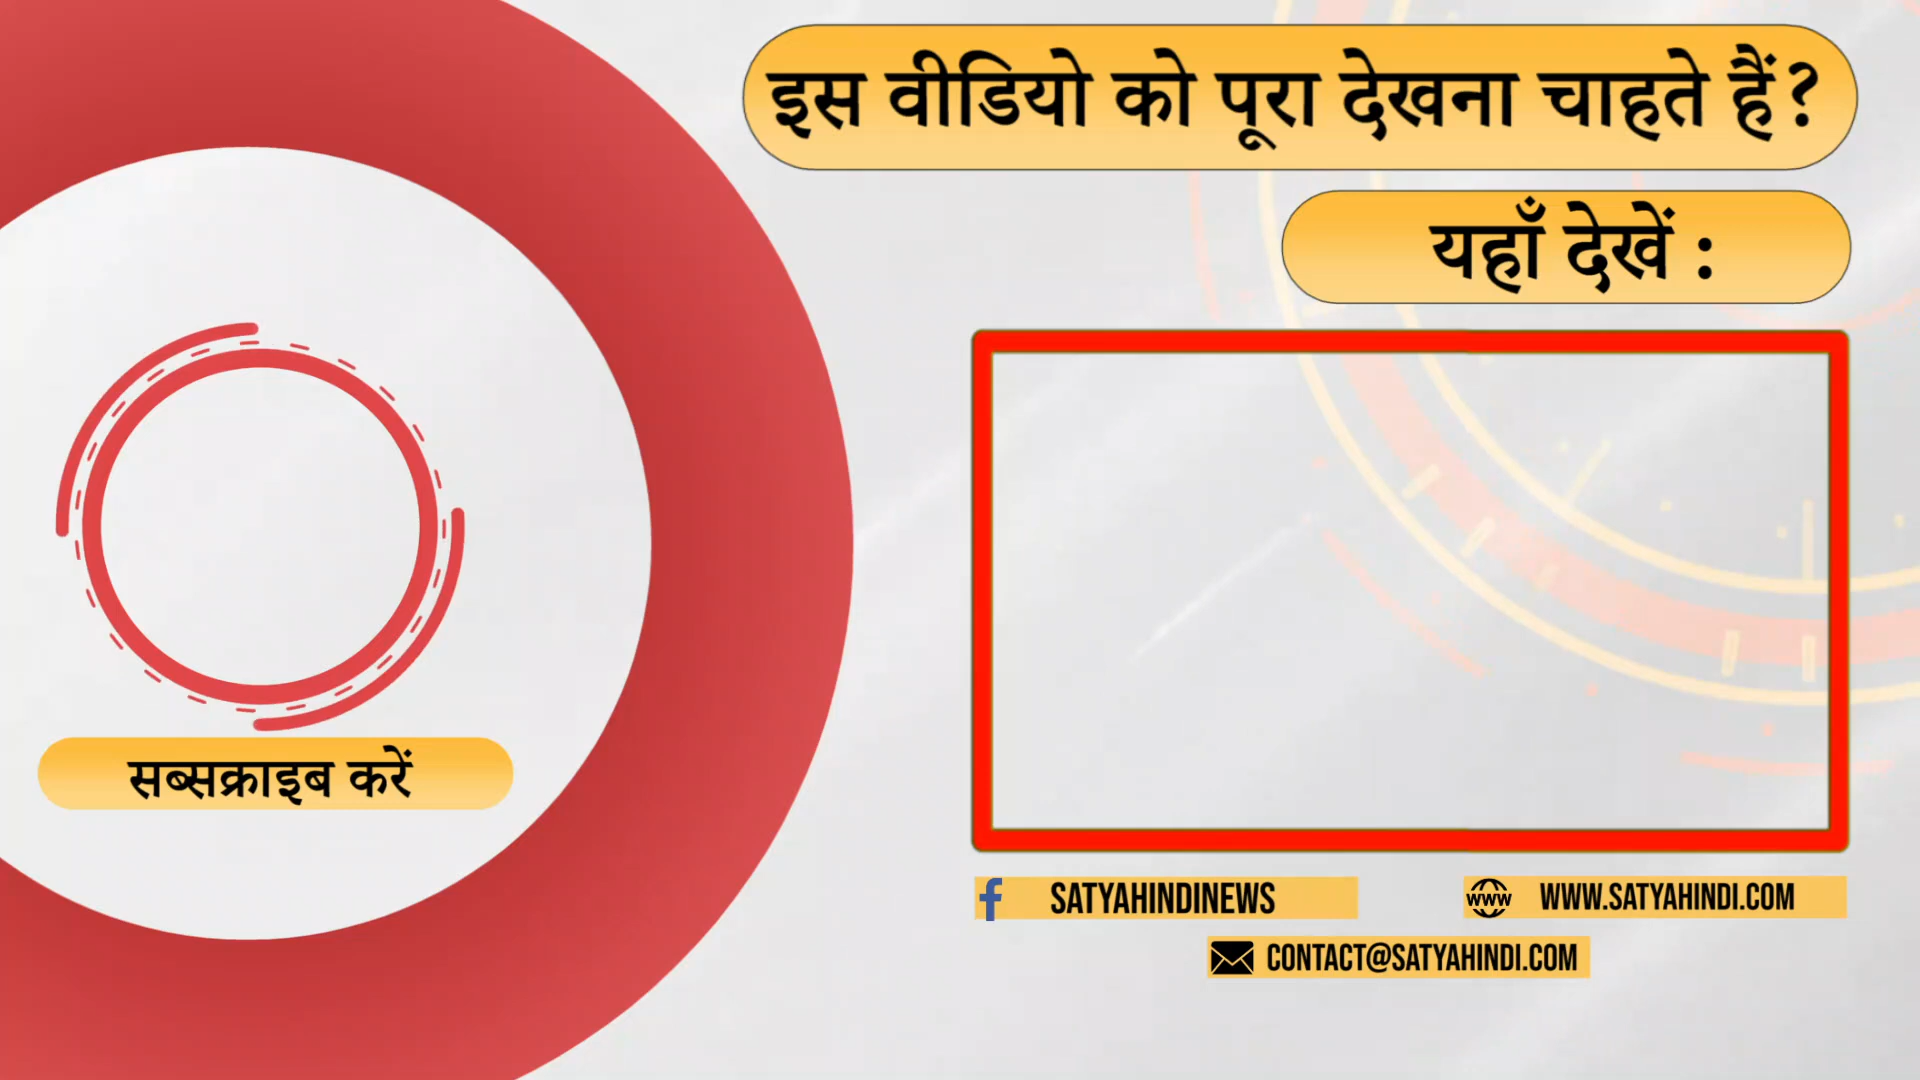 इस वीडियो को पूरा देखना चाहते हैं?
यहाँ देखें :
सब्सक्राइब करें
SATYAHINDINEWS
WWW.SATYAHINDI.COM
CONTACT@SATYAHINDI.COM